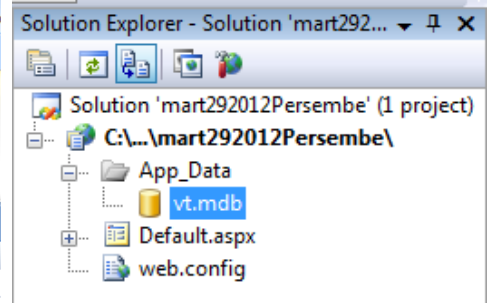 Solution Explorer - Solution 'mart292...
Solution 'mart292012Persembe' (1 project)
C:\...\mart292012Persembe\
App_Data
vt.mdb
Default.aspx
web.config